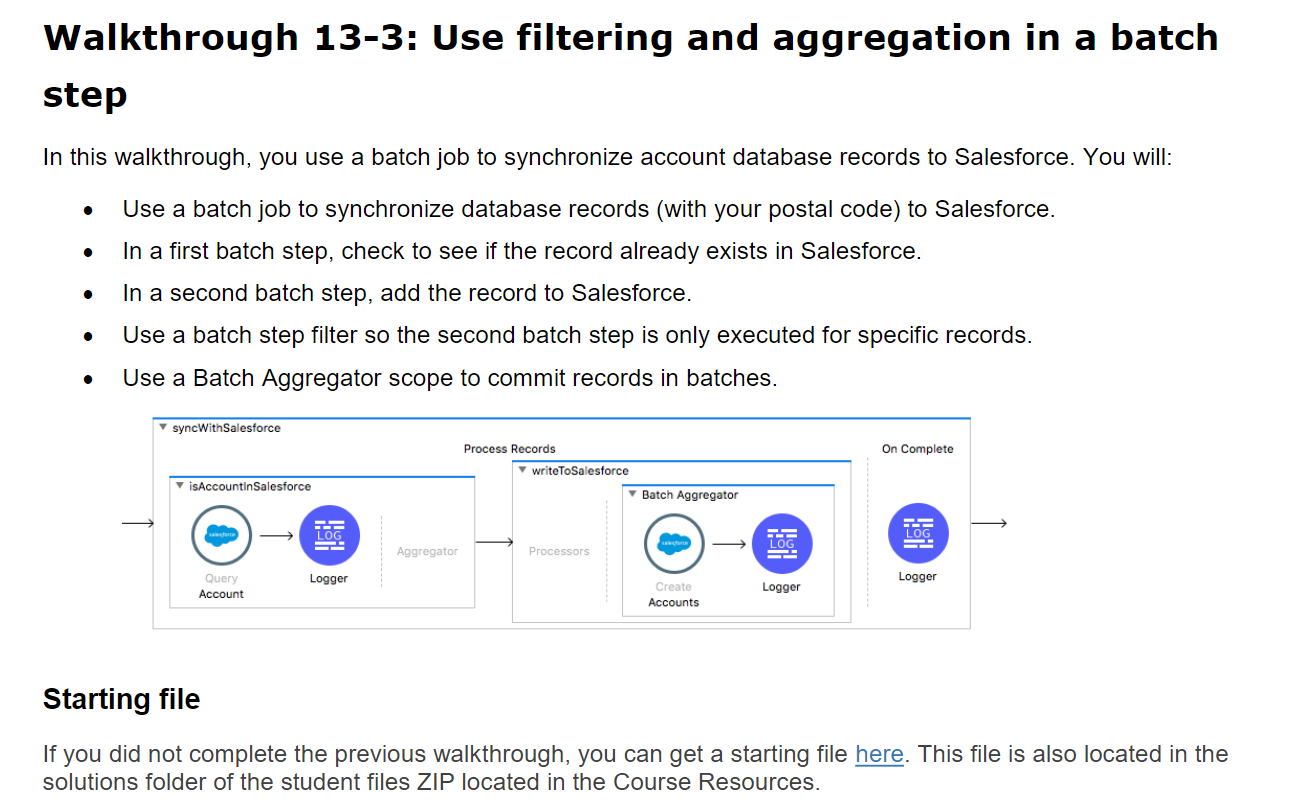 Walkthrough 13-3: Use filtering and aggregation in a batch
step
In this walkthrough, you use a batch job to synchronize account database records to Salesforce. You will:
• Use a batch job to synchronize database records (with your postal code) to Salesforce.
• In a first batch step, check to see if the record already exists in Salesforce.
• In a second batch step, add the record to Salesforce.
• Use a batch step filter so the second batch step is only executed for specific records.
• Use a Batch Aggregator scope to commit records in batches.
syncWithSalesforce
Process Records
On Complete
isAccountInSalesforce
salesforce
LOG
Query
Account
Logger
Aggregator
writeToSalesforce
Processors
Batch Aggregator
salesforce
LOG
Create
Accounts
Logger
LOG
Logger
Starting file
If you did not complete the previous walkthrough, you can get a starting file here. This file is also located in the
solutions folder of the student files ZIP located in the Course Resources.